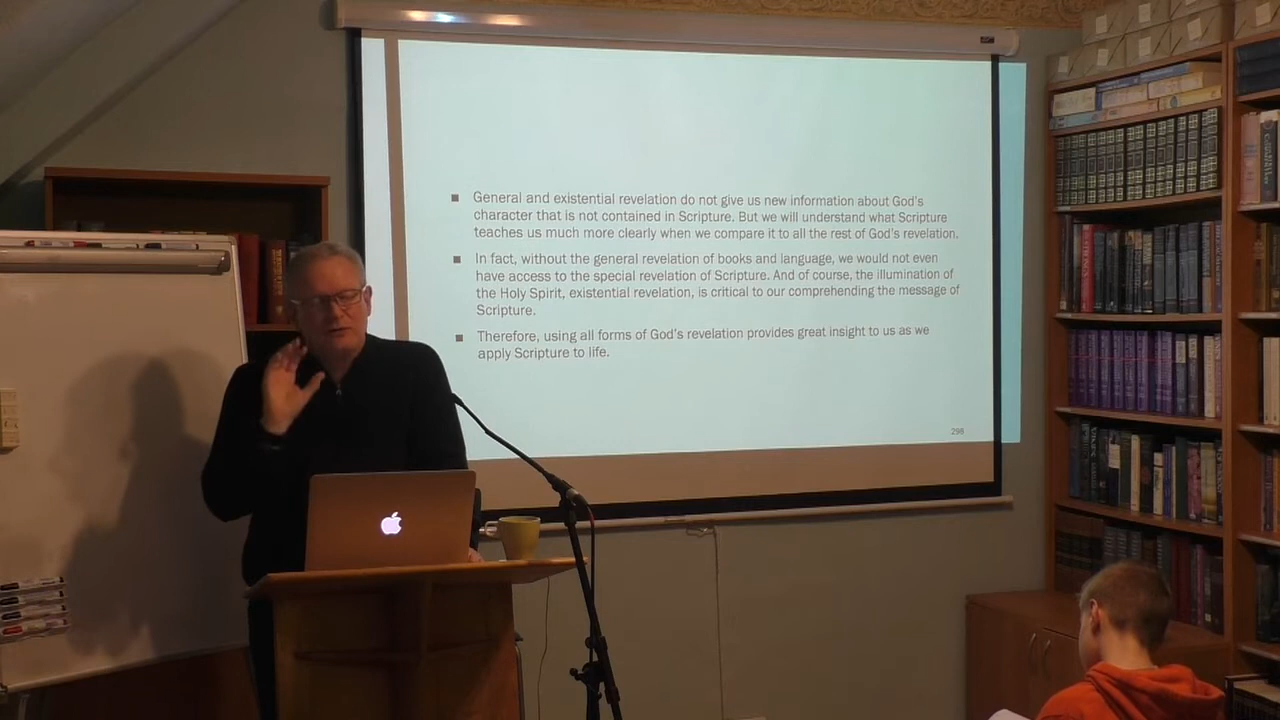 General and existential revelation do not give us new information about God's
character that is not contained in Scripture. But we will understand what Scripture
teaches us much more clearly when we compare it to all the rest of God's revelation.
In fact, without the general revelation of books and language, we would not even
have access to the special revelation of Scripture. And of course, the illumination of
the Holy Spirit, existential revelation, is critical to our comprehending the message of
Scripture.
Therefore, using all forms of God's revelation provides great insight to us as we
apply Scripture to life.
298